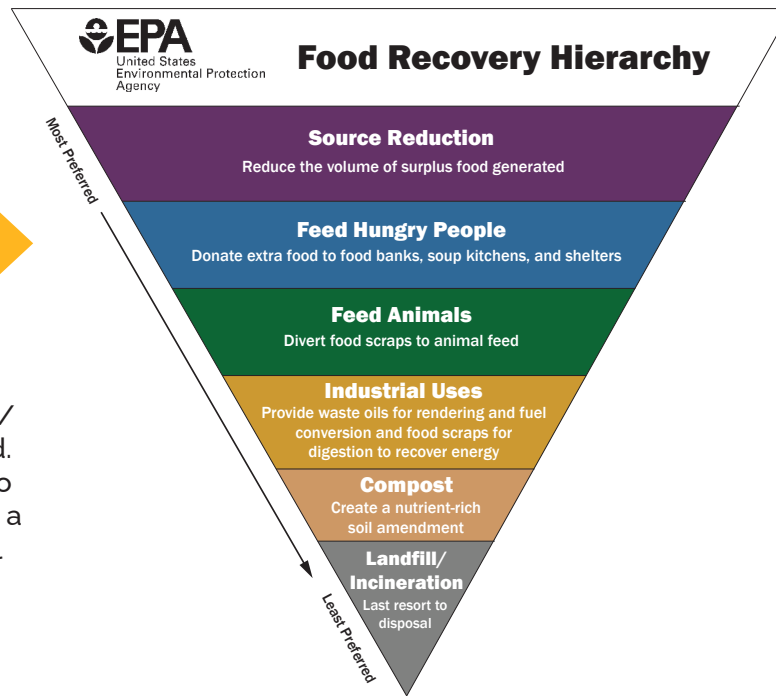 EPA
United States
Environmental Protection
Agency
Food Recovery Hierarchy
Most Preferred
Source Reduction
Reduce the volume of surplus food generated
Feed Hungry People
Donate extra food to food banks, soup kitchens, and shelters
Feed Animals
Divert food scraps to animal feed
Industrial Uses
Provide waste oils for rendering and fuel
conversion and food scraps for
digestion to recover energy
Compost
Create a nutrient-rich
soil amendment
Landfill/
Incineration
Last resort to
disposal
Least Preferred
/
d.
o
a